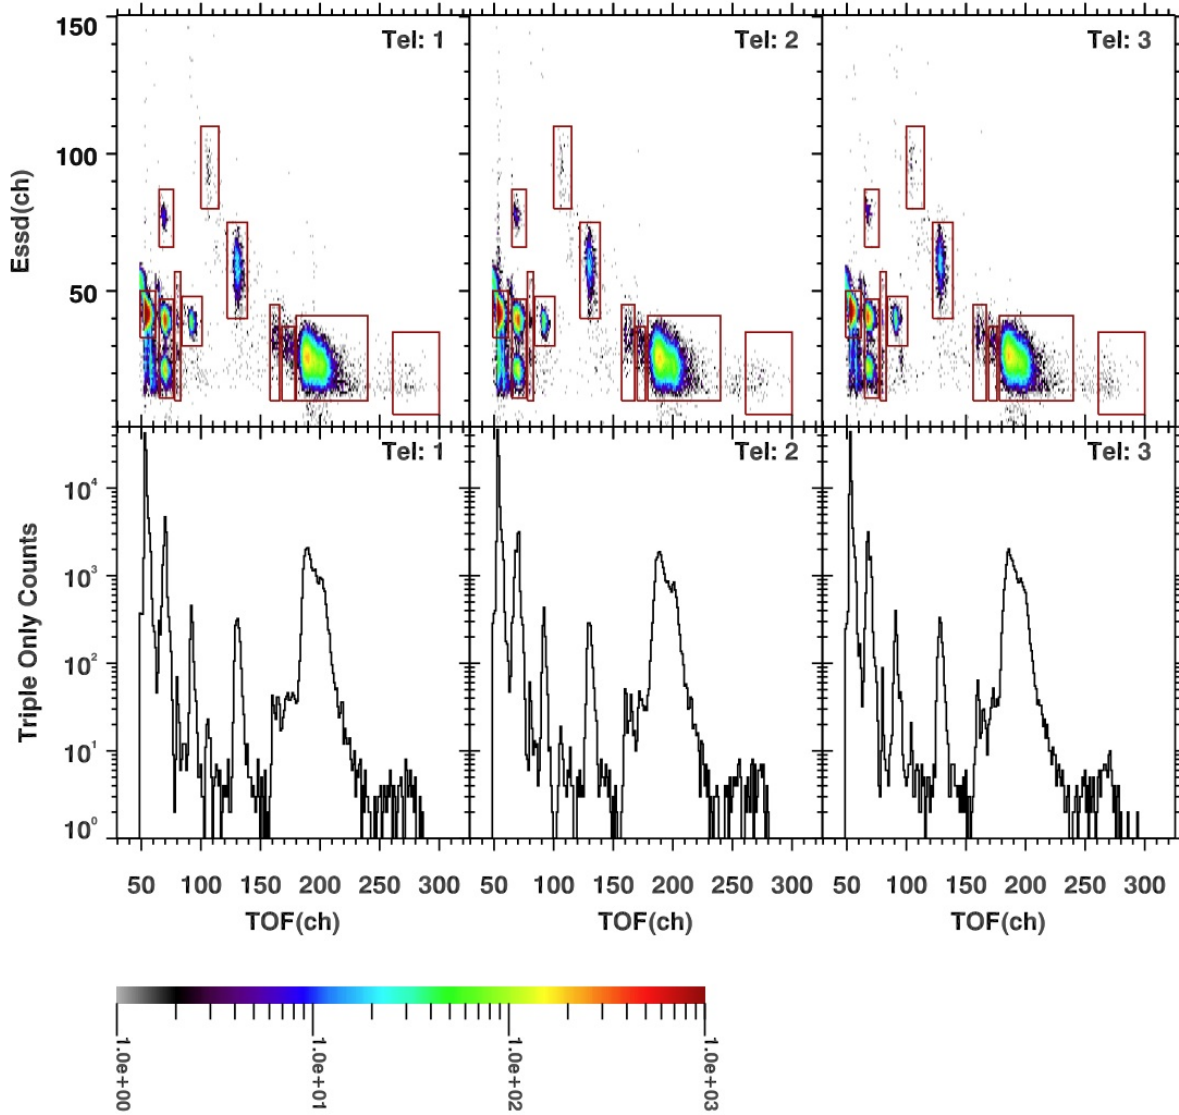 Tel: 1 Tel: 2 Tel: 3
150
100
50
Essd(ch)
Tel: 1 Tel: 2 Tel: 3
10⁴
10³
10²
10¹
10⁰
Triple Only Counts
50 100 150 200 250 300 50 100 150 200 250 300 50 100 150 200 250 300
TOF(ch) TOF(ch) TOF(ch)
1.0e+00 1.0e+01 1.0e+02 1.0e+03